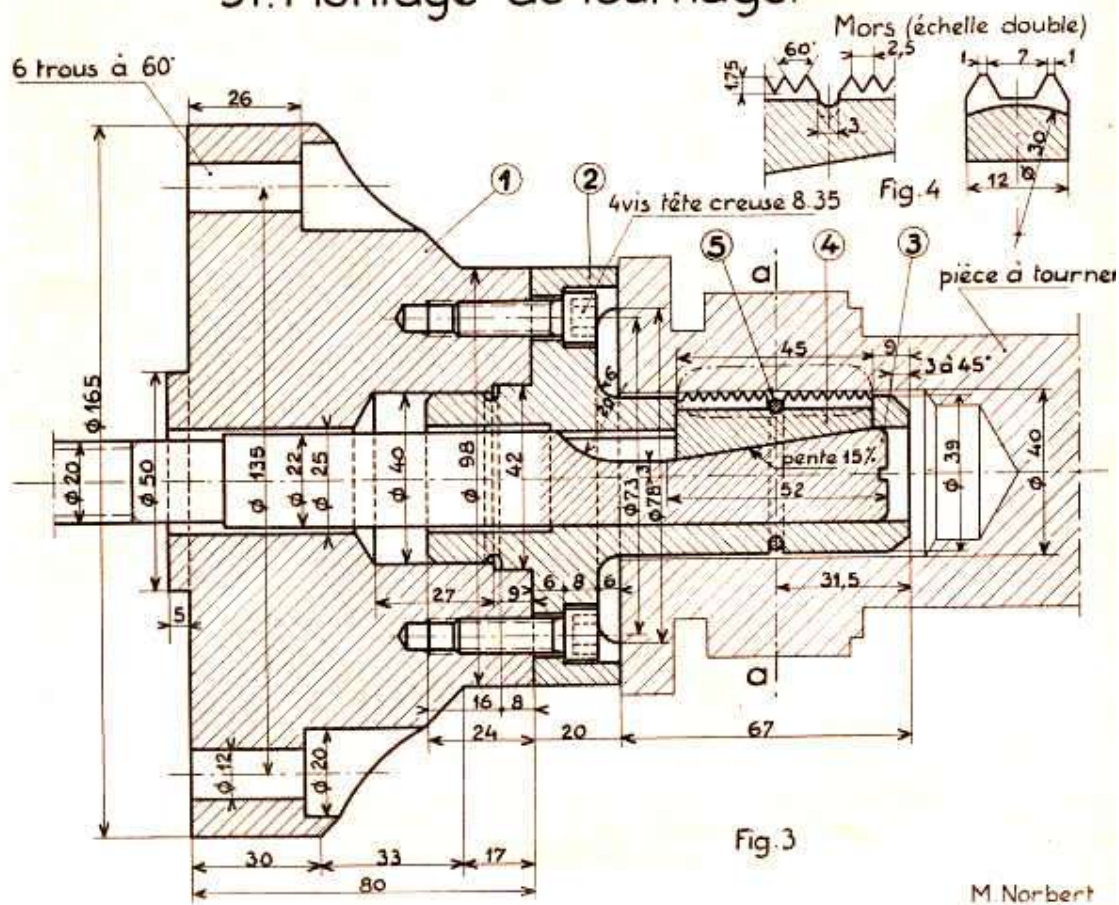 51. Montage de tournage.
Mors (échelle double)
6 trous à 60°
60°
2,5
1
7
1
1,75
3
Fig. 4
12
ϕ 30
26
1
2
4 vis tête creuse 8.35
5
a
4
3
pièce à tourner
45
9
3 à 45°
ϕ 165
ϕ 20
ϕ 50
ϕ 135
ϕ 22
ϕ 25
ϕ 40
ϕ 98
42
ϕ 73
ϕ 78
pente 15%
52
ϕ 39
ϕ 40
31,5
5
27
9
6
8
6
a
16
8
24
20
67
ϕ 12
ϕ 20
30
33
17
80
Fig. 3
M. Norbert